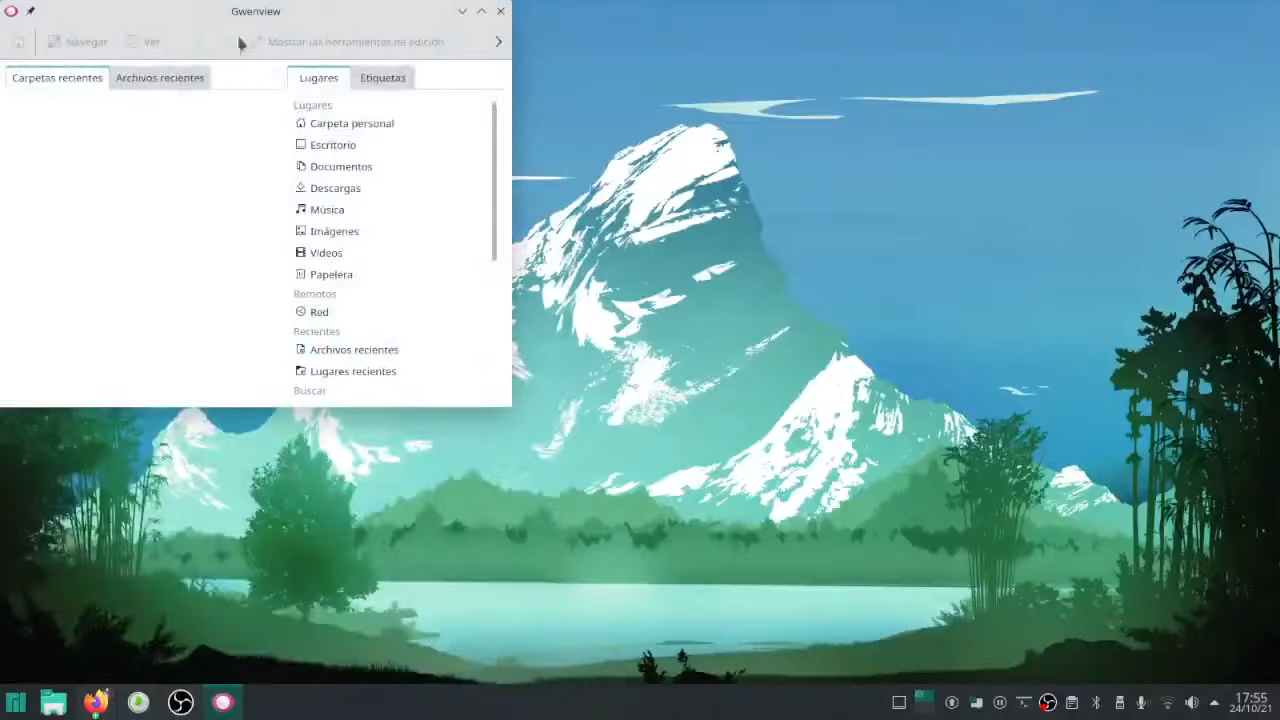 Gwenview
Navegar Ver Mostrar las herramientas de edición
Carpetas recientes Archivos recientes Lugares Etiquetas
Lugares
Carpeta personal
Escritorio
Documentos
Descargas
Música
Imágenes
Vídeos
Papelera
Remotos
Red
Recientes
Archivos recientes
Lugares recientes
Buscar
17:55
24/10/21